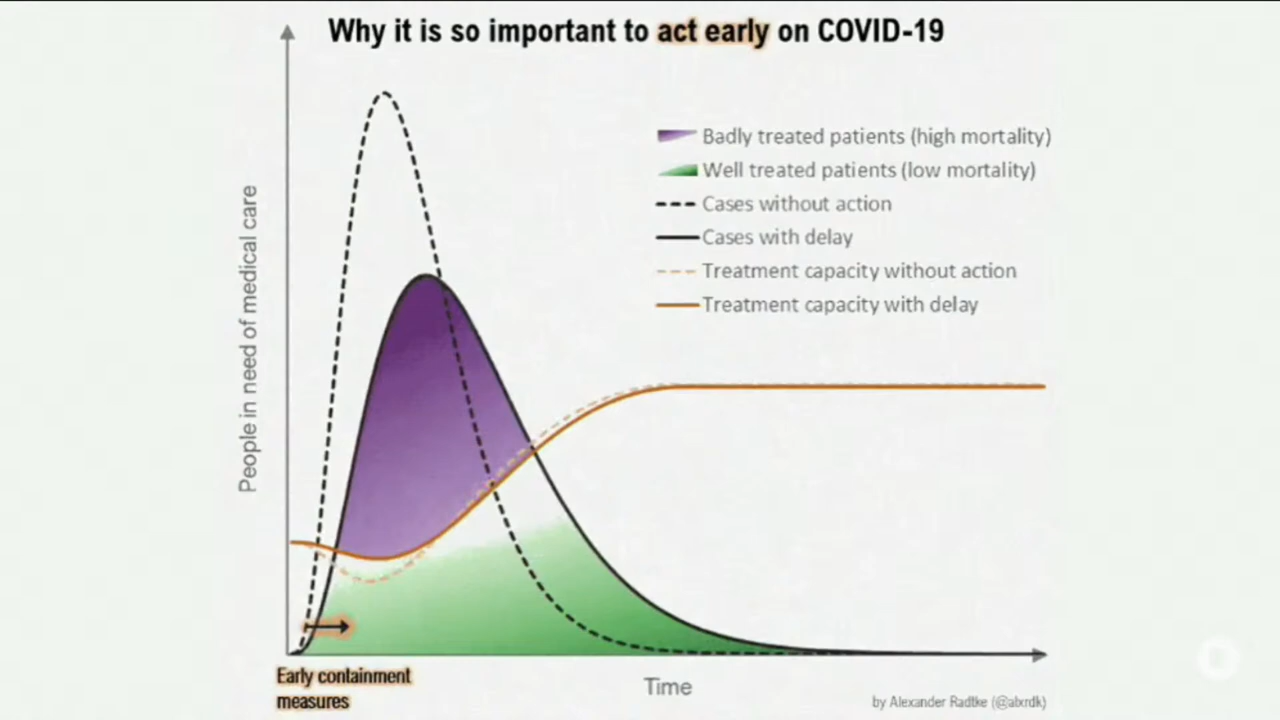 Why it is so important to act early on COVID-19
People in need of medical care
Badly treated patients (high mortality)
Well treated patients (low mortality)
Cases without action
Cases with delay
Treatment capacity without action
Treatment capacity with delay
Early containment
measures
Time
by Alexander Radtke (@alxrdk)